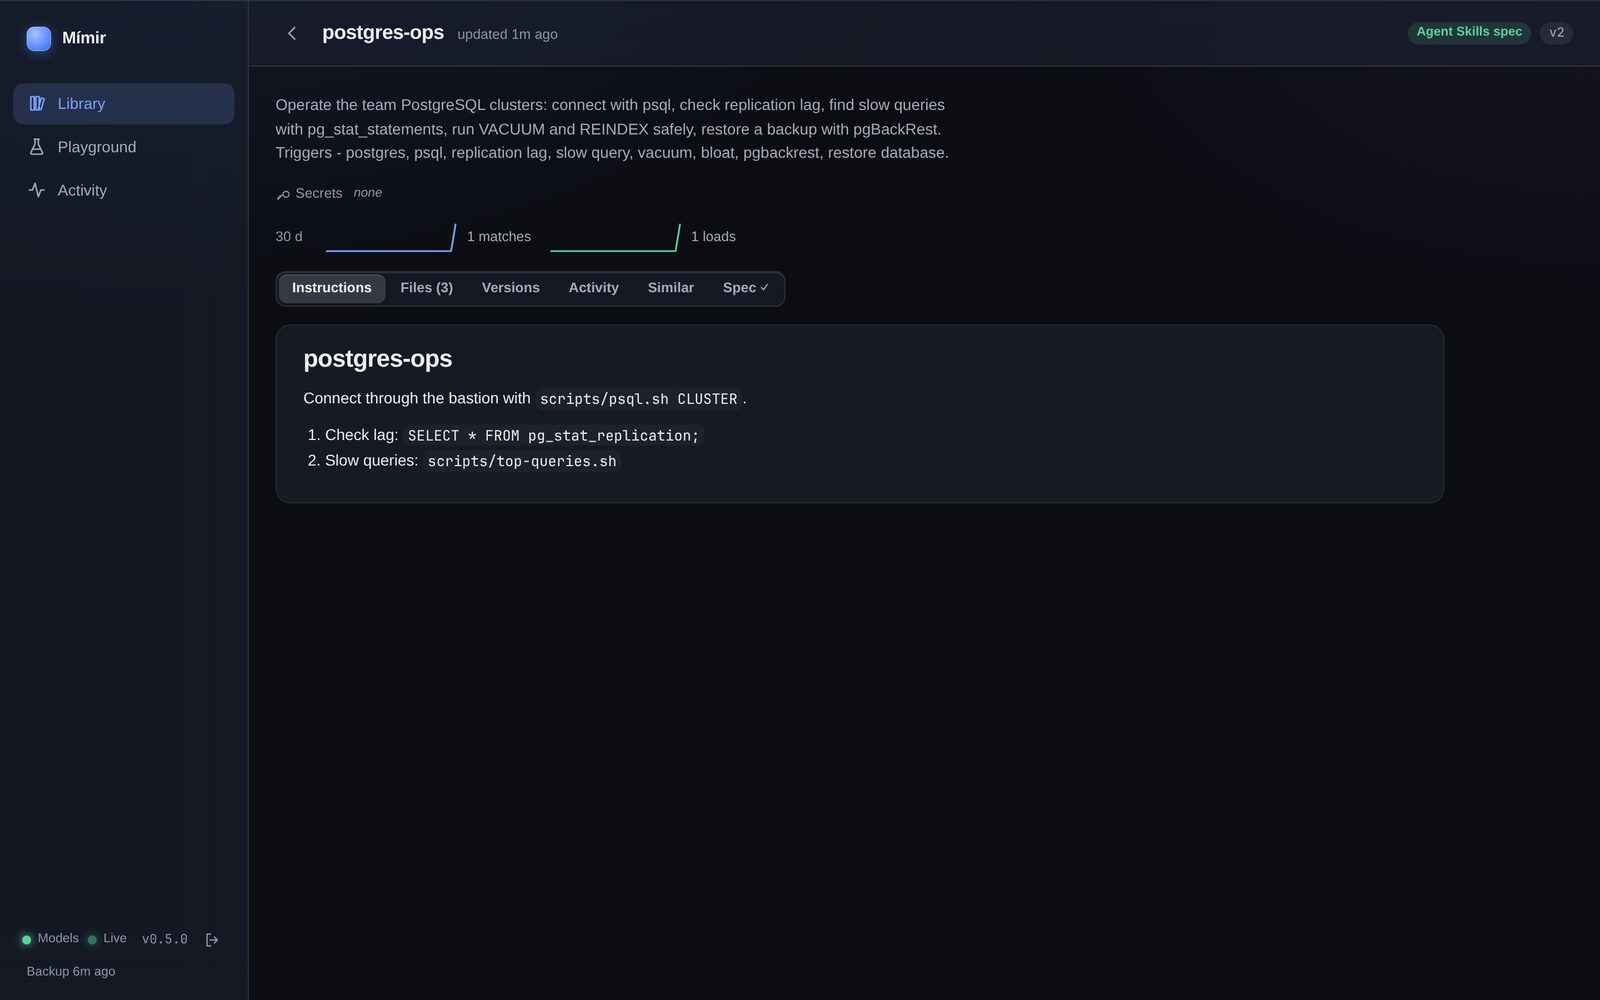 Mímir
Library
Playground
Activity
Models Live v0.5.0
Backup 6m ago
postgres-ops updated 1m ago
Agent Skills spec v2
Operate the team PostgreSQL clusters: connect with psql, check replication lag, find slow queries
with pg_stat_statements, run VACUUM and REINDEX safely, restore a backup with pgBackRest.
Triggers - postgres, psql, replication lag, slow query, vacuum, bloat, pgbackrest, restore database.
Secrets none
30 d 1 matches 1 loads
Instructions Files (3) Versions Activity Similar Spec ✓
postgres-ops
Connect through the bastion with scripts/psql.sh CLUSTER.
1. Check lag: SELECT * FROM pg_stat_replication;
2. Slow queries: scripts/top-queries.sh